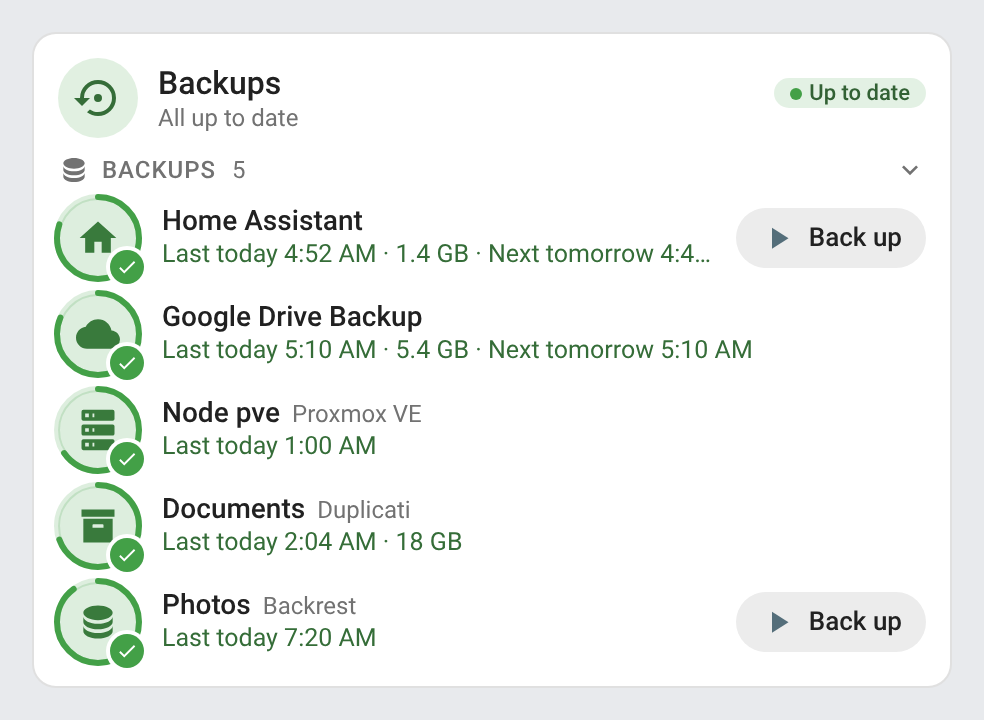 Backups
All up to date
Up to date
BACKUPS 5
Home Assistant
Last today 4:52 AM · 1.4 GB · Next tomorrow 4:4…
Back up
Google Drive Backup
Last today 5:10 AM · 5.4 GB · Next tomorrow 5:10 AM
Node pve Proxmox VE
Last today 1:00 AM
Documents Duplicati
Last today 2:04 AM · 18 GB
Photos Backrest
Last today 7:20 AM
Back up